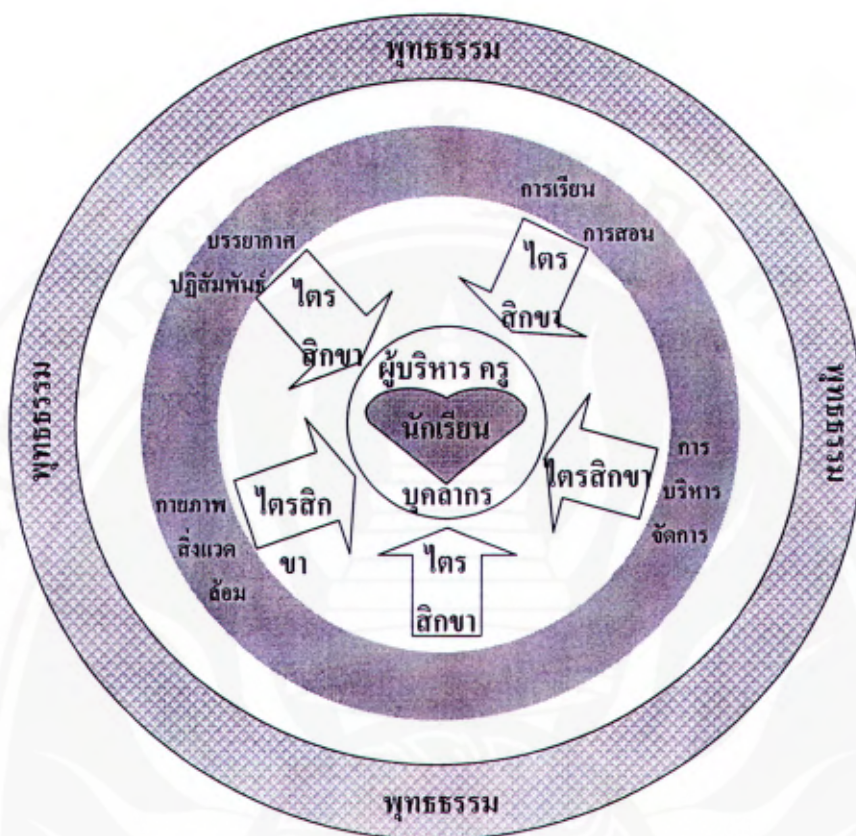 พุทธธรรม
การเรียน
การสอน
บรรยากาศ
ปฏิสัมพันธ์
ไตร
สิกขา
ไตร
สิกขา
ผู้บริหาร ครู
นักเรียน
บุคลากร
พุทธธรรม
พุทธธรรม
ไตรสิก
ขา
ไตรสิกขา
การ
บริหาร
จัดการ
กายภาพ
สิ่งแวด
ล้อม
ไตร
สิกขา
พุทธธรรม